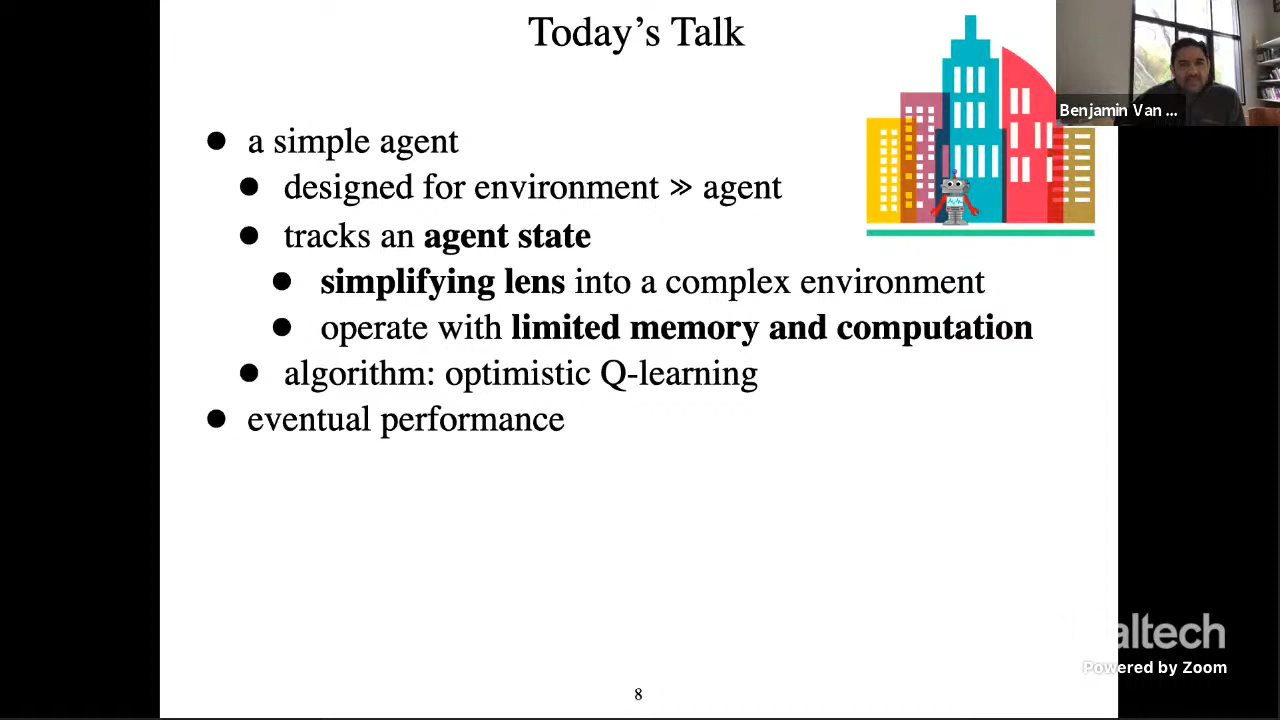 Today's Talk
Benjamin Van ...
● a simple agent
● designed for environment ≫ agent
● tracks an agent state
● simplifying lens into a complex environment
● operate with limited memory and computation
● algorithm: optimistic Q-learning
● eventual performance
altech
Powered by Zoom
8